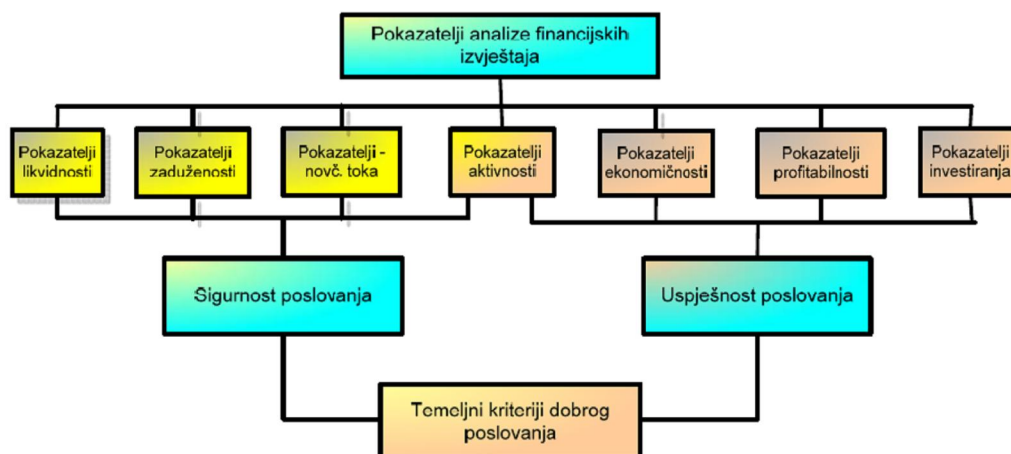 Pokazatelji analize financijskih
izvještaja
Pokazatelji
likvidnosti
Pokazatelji
zaduženosti
Pokazatelji -
novč. toka
Pokazatelji
aktivnosti
Pokazatelji
ekonomičnosti
Pokazatelji
profitabilnosti
Pokazatelji
investiranja
Sigurnost poslovanja
Uspješnost poslovanja
Temeljni kriteriji dobrog
poslovanja